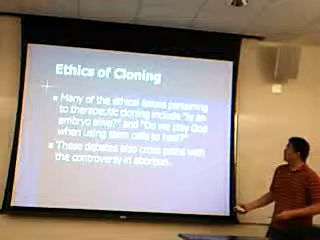 Ethics of Cloning
Many of the ethical issues pertaining
to therapeutic cloning include "Is an
embryo alive?" and "Do we play God
when using stem cells to heal?"
These debates also cross paths with
the controversy in abortion.